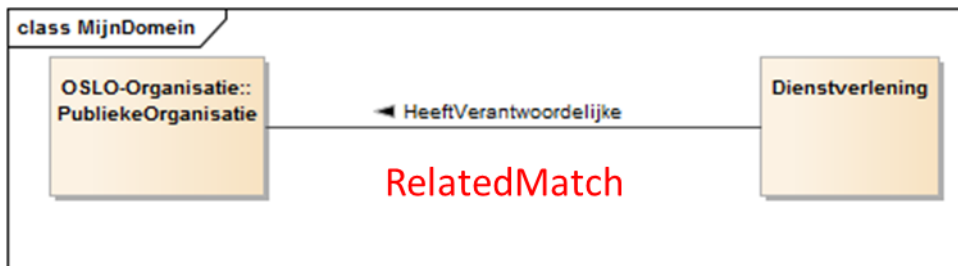 class MijnDomein
OSLO-Organisatie::
PubliekeOrganisatie
HeeftVerantwoordelijke
Dienstverlening
RelatedMatch